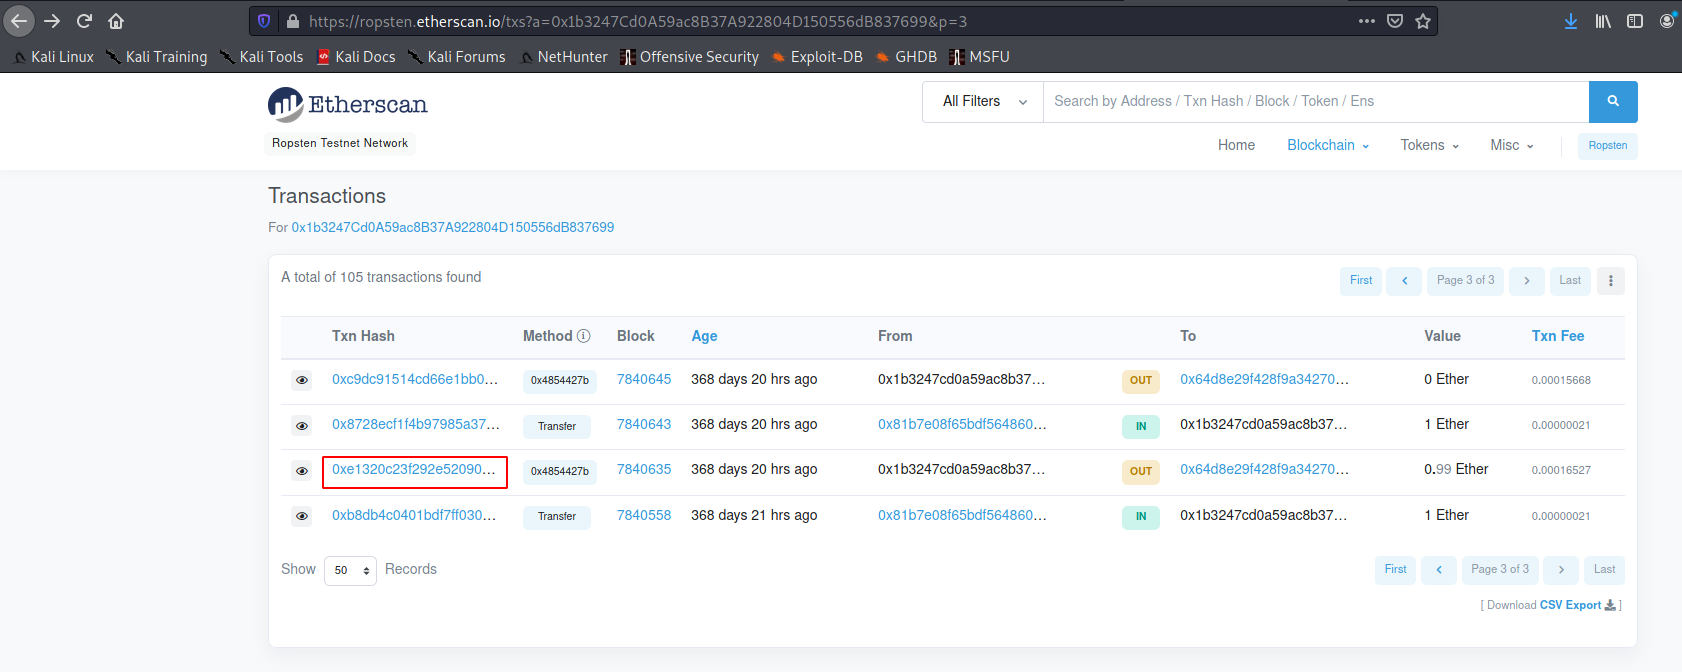 https://ropsten.etherscan.io/txs?a=0x1b3247Cd0A59ac8B37A922804D150556dB837699&p=3
Kali Linux Kali Training Kali Tools Kali Docs Kali Forums NetHunter Offensive Security Exploit-DB GHDB MSFU
Etherscan
All Filters Search by Address / Txn Hash / Block / Token / Ens
Ropsten Testnet Network
Home Blockchain Tokens Misc Ropsten
Transactions
For 0x1b3247Cd0A59ac8B37A922804D150556dB837699
A total of 105 transactions found
First Page 3 of 3 Last
Txn Hash Method Block Age From To Value Txn Fee
0xc9dc91514cd66e1bb0... 0x4854427b 7840645 368 days 20 hrs ago 0x1b3247cd0a59ac8b37... OUT 0x64d8e29f428f9a34270... 0 Ether 0.00015668
0x8728ecf1f4b97985a37... Transfer 7840643 368 days 20 hrs ago 0x81b7e08f65bdf564860... IN 0x1b3247cd0a59ac8b37... 1 Ether 0.00000021
0xe1320c23f292e52090... 0x4854427b 7840635 368 days 20 hrs ago 0x1b3247cd0a59ac8b37... OUT 0x64d8e29f428f9a34270... 0.99 Ether 0.00016527
0xb8db4c0401bdf7ff030... Transfer 7840558 368 days 21 hrs ago 0x81b7e08f65bdf564860... IN 0x1b3247cd0a59ac8b37... 1 Ether 0.00000021
Show 50 Records
First Page 3 of 3 Last
[ Download CSV Export ]